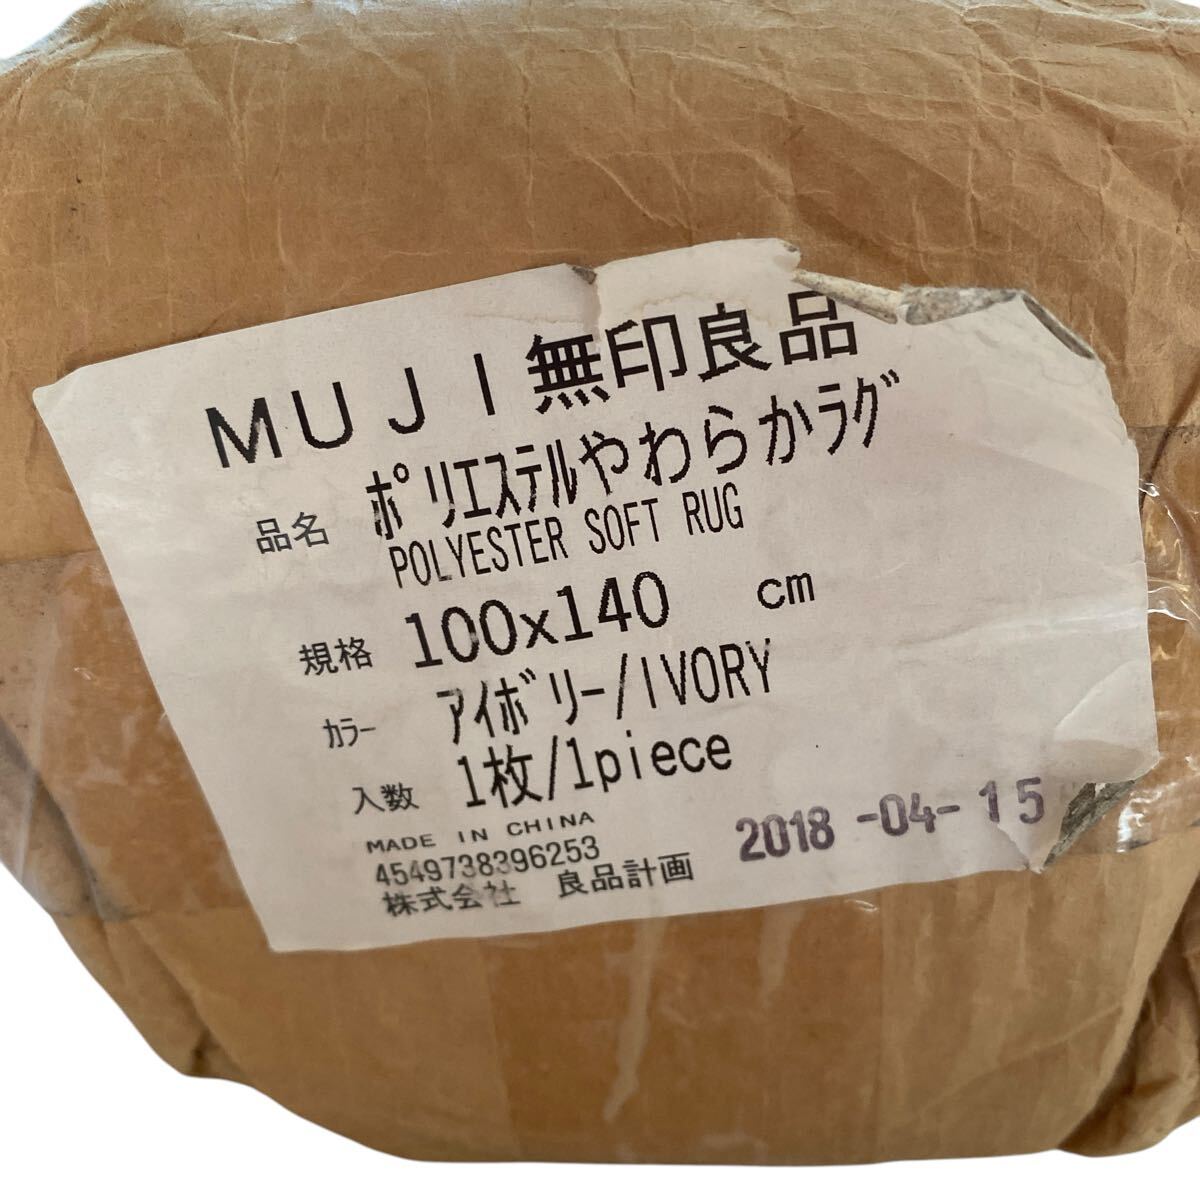 MUJI無印良品
品名 ポリエステルやわらかラグ
POLYESTER SOFT RUG
規格 100x140 cm
カラー アイボリー/IVORY
入数 1枚/1piece
MADE IN CHINA
4549738396253
株式会社 良品計画 2018-04-15